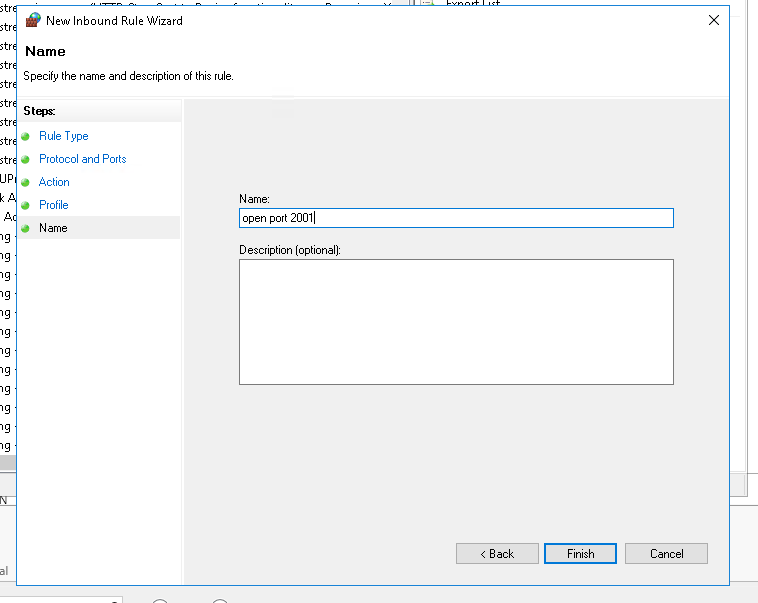 New Inbound Rule Wizard
Name
Specify the name and description of this rule.
Steps:
Rule Type
Protocol and Ports
Action
Profile
Name
Name:
open port 2001
Description (optional):
< Back
Finish
Cancel